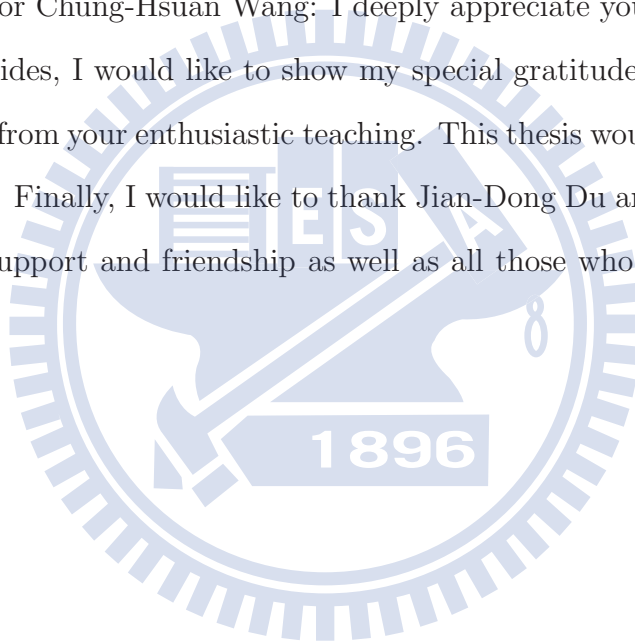 or Chung-Hsuan Wang: I deeply appreciate you
ides, I would like to show my special gratitude
from your enthusiastic teaching. This thesis wou
Finally, I would like to thank Jian-Dong Du an
upport and friendship as well as all those who
E S A
1896